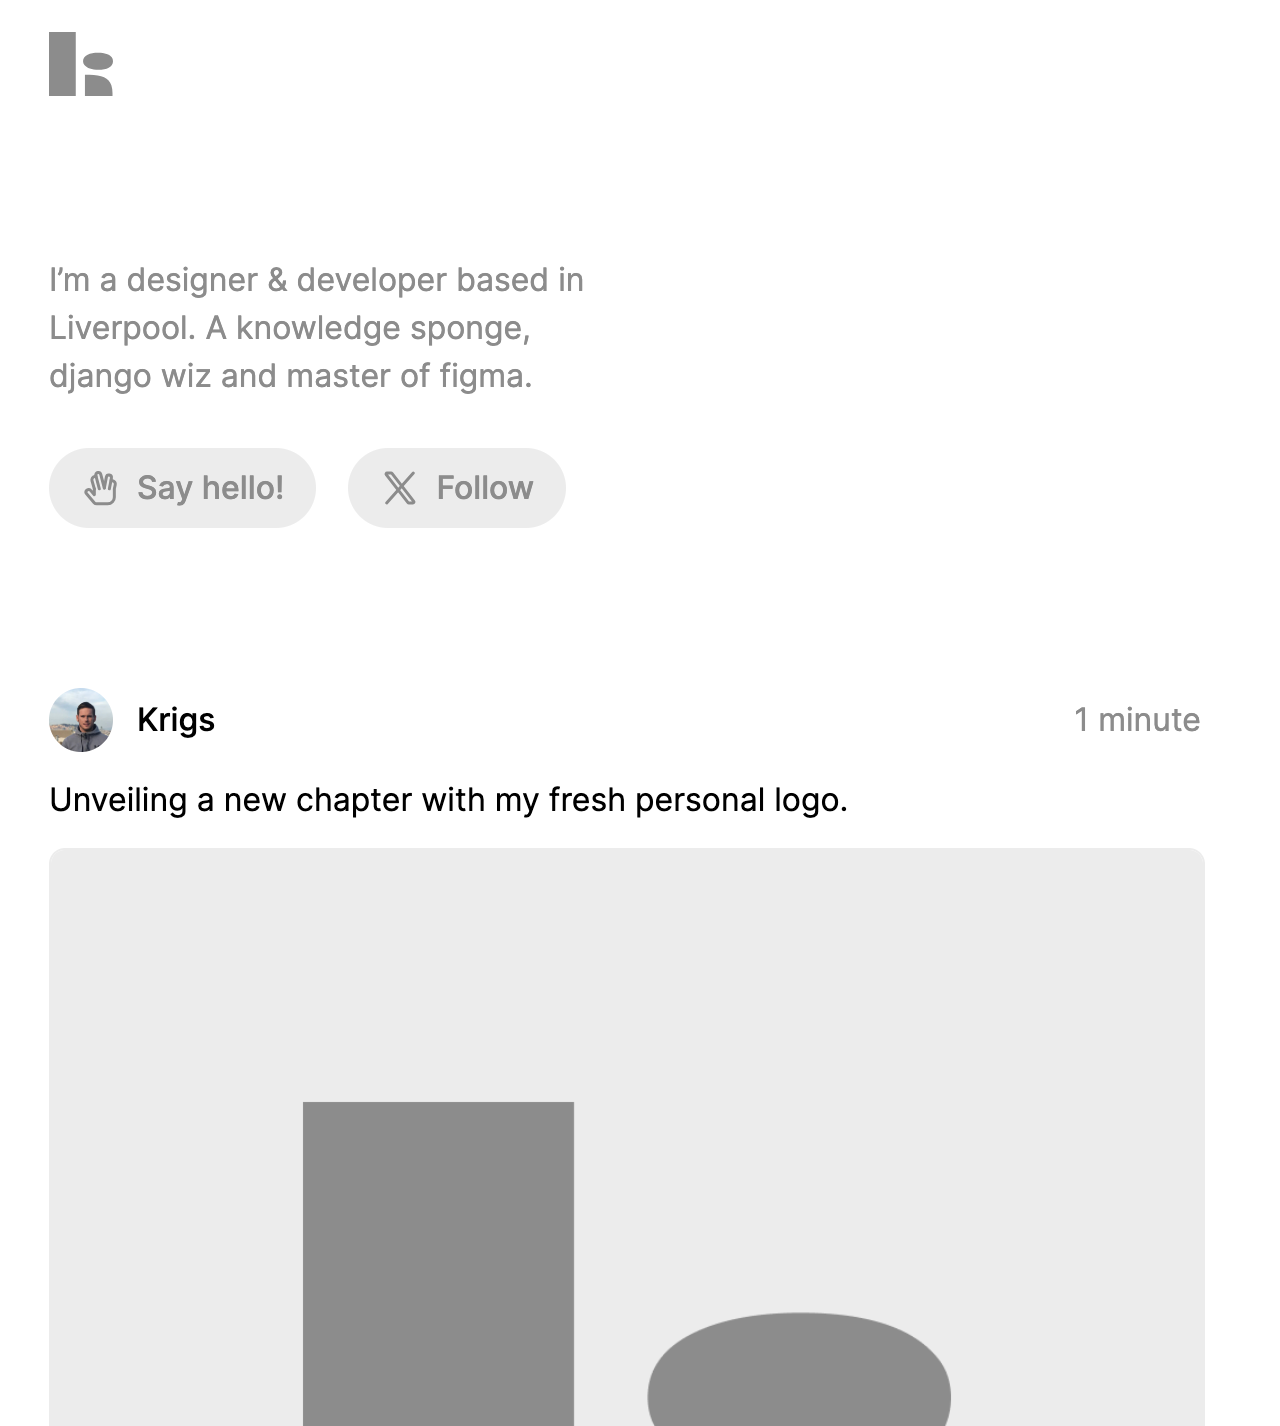 I’m a designer & developer based in
Liverpool. A knowledge sponge,
django wiz and master of figma.
Say hello! Follow
Krigs 1 minute
Unveiling a new chapter with my fresh personal logo.